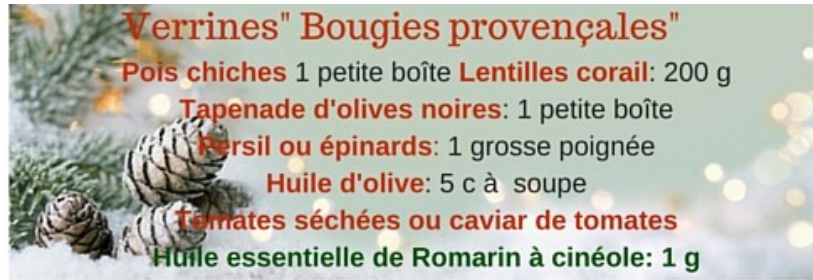 Verrines" Bougies provençales"
Pois chiches 1 petite boîte Lentilles corail: 200 g
Tapenade d'olives noires: 1 petite boîte
Persil ou épinards: 1 grosse poignée
Huile d'olive: 5 c à soupe
Tomates séchées ou caviar de tomates
Huile essentielle de Romarin à cinéole: 1 g